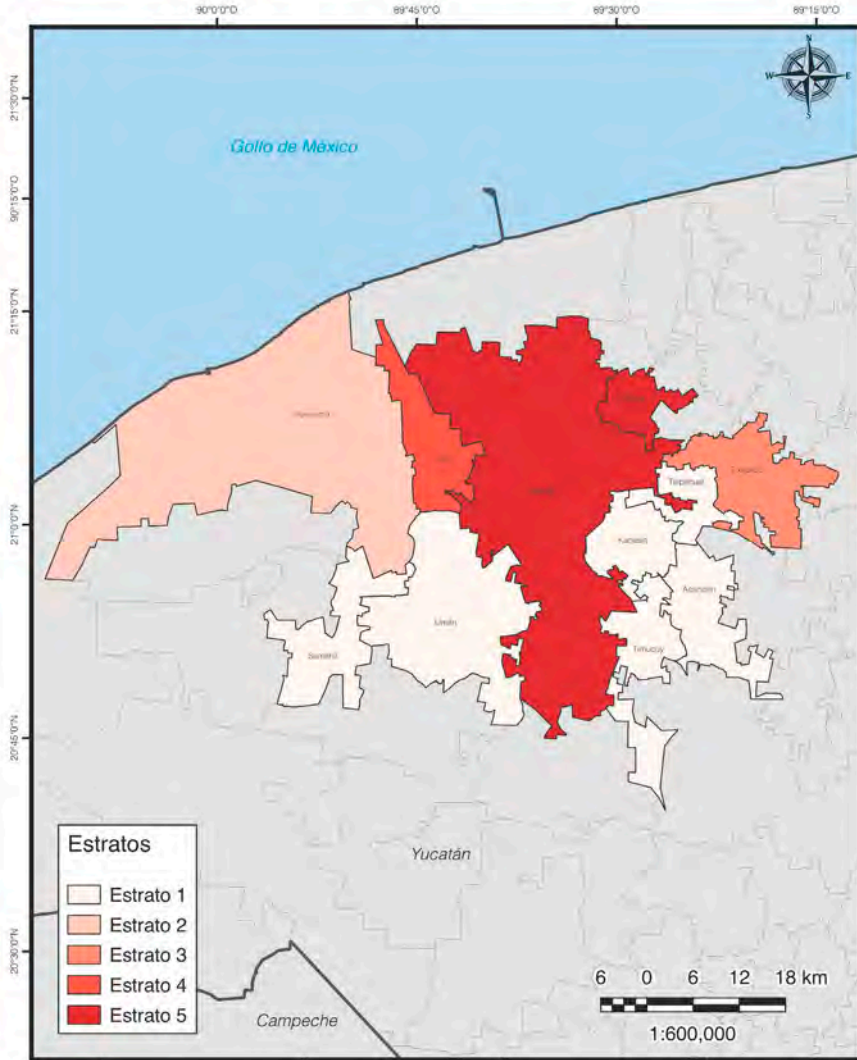 90°0'0"O
89°45'0"O
89°30'0"O
89°15'0"O
N
W
E
S
21°30'0"N
90°15'0"O
21°15'0"N
21°0'0"N
20°45'0"N
20°30'0"N
Golfo de México
Tixpéhual
Kanasín
Acanceh
Umán
Timucuy
Samahil
Yucatán
Campeche
Estratos
Estrato 1
Estrato 2
Estrato 3
Estrato 4
Estrato 5
6 0 6 12 18 km
1:600,000